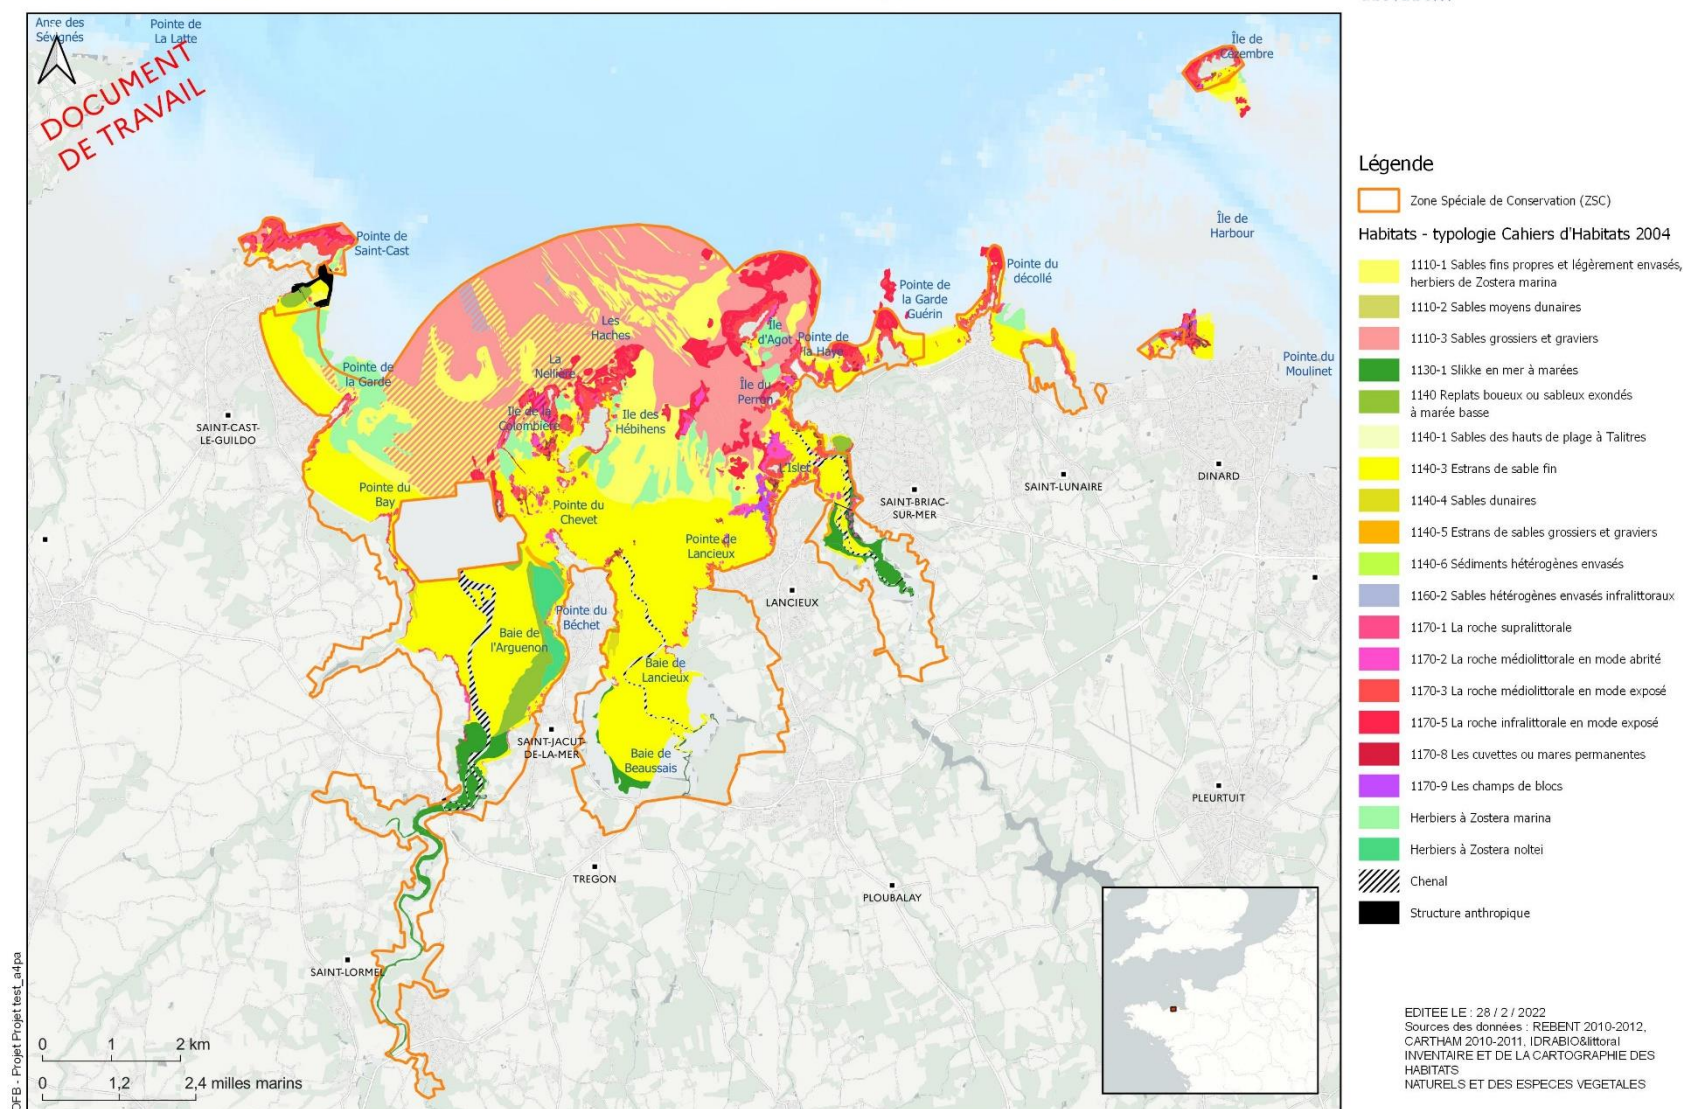 Anse des
Sévignés
Pointe de
La Latte
DOCUMENT
DE TRAVAIL
Île de
Cézembre
Pointe de
Saint-Cast
Île de
Harbour
Pointe du
décollé
Pointe de
la Garde
Guérin
Les
Haches
Île
d'Agot
Pointe de
la Haye
Pointe du
Moulinet
La
Nellière
Pointe de
la Garde
Île du
Perron
Ile de la
Colombière
Ile des
Hébihens
SAINT-CAST-
LE-GUILDO
L'Islet
SAINT-LUNAIRE
DINARD
Pointe du
Bay
SAINT-BRIAC-
SUR-MER
Pointe du
Chevet
Pointe de
Lancieux
LANCIEUX
Pointe du
Béchet
Baie de
l'Arguenon
Baie de
Lancieux
SAINT-JACUT-
DE-LA-MER
Baie de
Beaussais
PLEURTUIT
TREGON
PLOUBALAY
SAINT-LORMEL
0 1 2 km
0 1,2 2,4 milles marins
OFB - Projet Projet test_a4pa
Légende
Zone Spéciale de Conservation (ZSC)
Habitats - typologie Cahiers d'Habitats 2004
1110-1 Sables fins propres et légèrement envasés,
herbiers de Zostera marina
1110-2 Sables moyens dunaires
1110-3 Sables grossiers et graviers
1130-1 Slikke en mer à marées
1140 Replats boueux ou sableux exondés
à marée basse
1140-1 Sables des hauts de plage à Talitres
1140-3 Estrans de sable fin
1140-4 Sables dunaires
1140-5 Estrans de sables grossiers et graviers
1140-6 Sédiments hétérogènes envasés
1160-2 Sables hétérogènes envasés infralittoraux
1170-1 La roche supralittorale
1170-2 La roche médiolittorale en mode abrité
1170-3 La roche médiolittorale en mode exposé
1170-5 La roche infralittorale en mode exposé
1170-8 Les cuvettes ou mares permanentes
1170-9 Les champs de blocs
Herbiers à Zostera marina
Herbiers à Zostera noltei
Chenal
Structure anthropique
EDITEE LE : 28 / 2 / 2022
Sources des données : REBENT 2010-2012,
CARTHAM 2010-2011, IDRABIO&littoral
INVENTAIRE ET DE LA CARTOGRAPHIE DES
HABITATS
NATURELS ET DES ESPECES VEGETALES